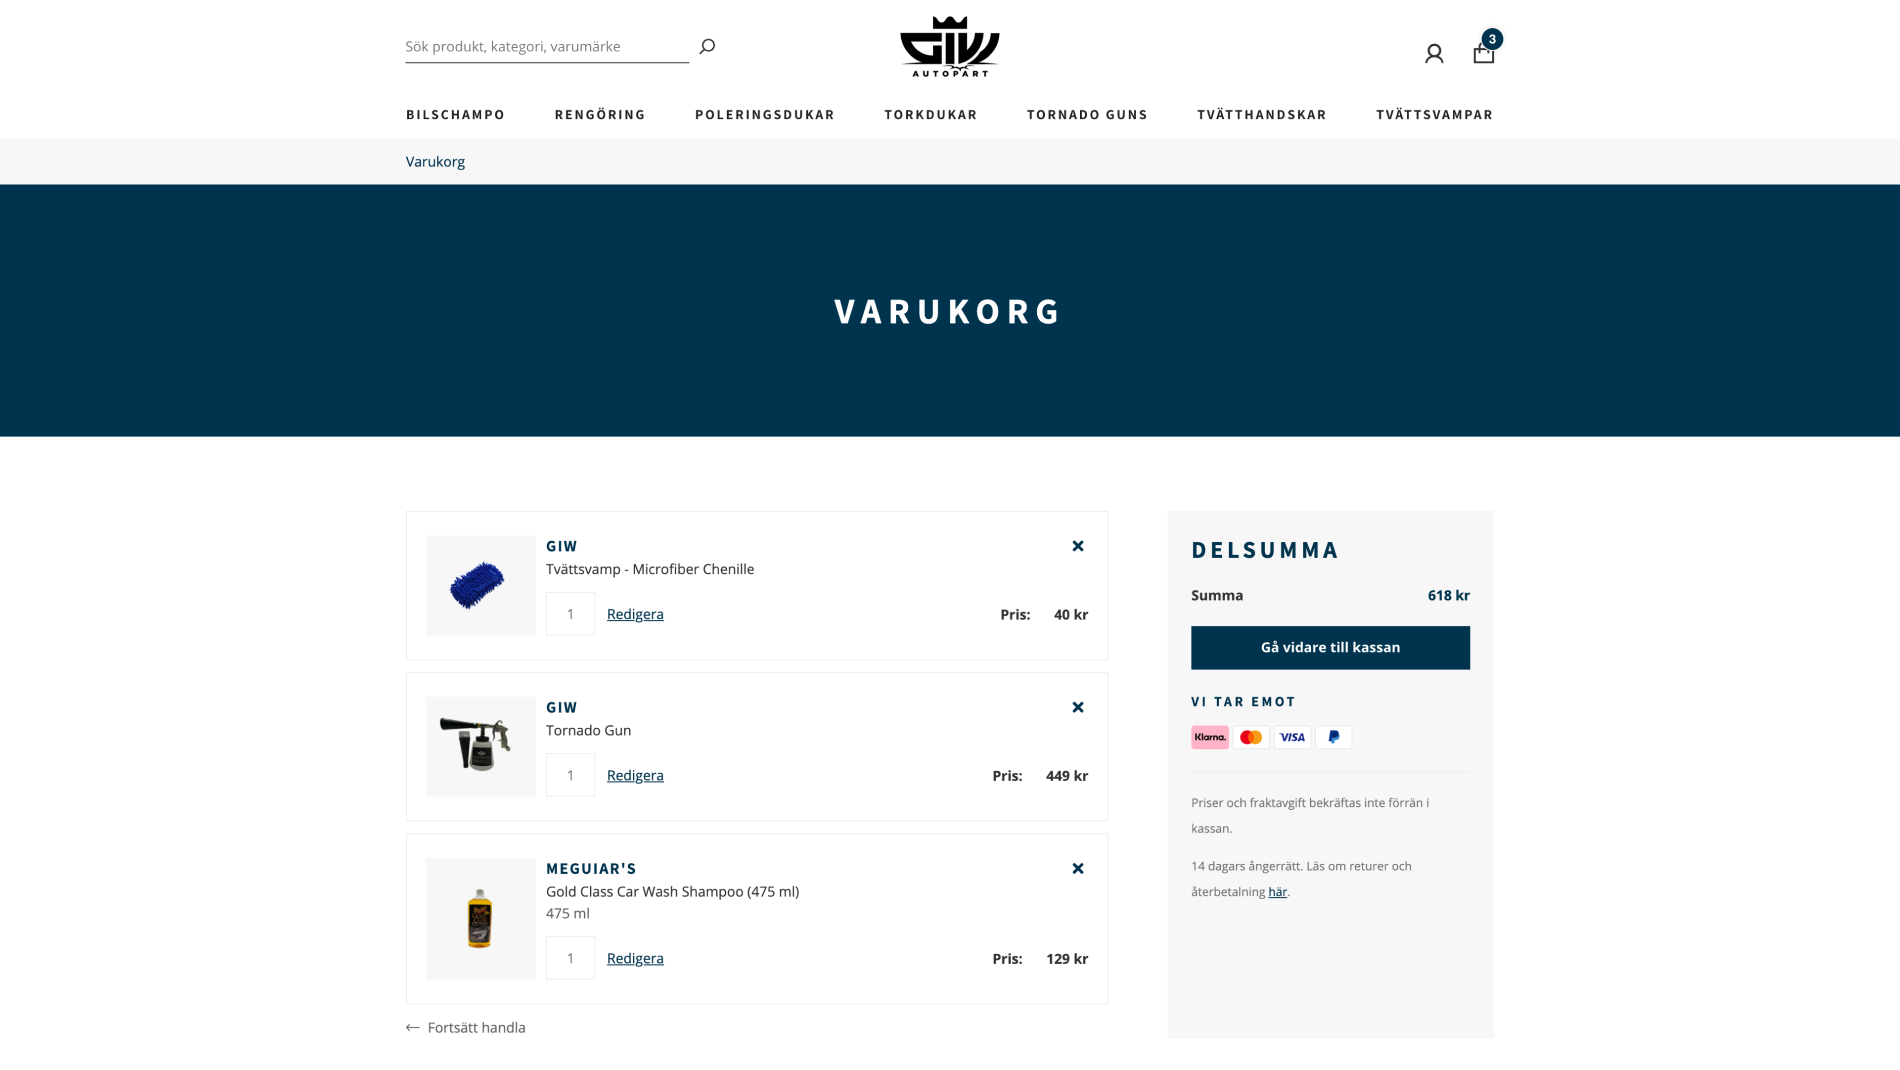 Sök produkt, kategori, varumärke
GIW
AUTOPART
3
BILSCHAMPO RENGÖRING POLERINGSDUKAR TORKDUKAR TORNADO GUNS TVÄTTHANDSKAR TVÄTTSVAMPAR
Varukorg
VARUKORG
GIW
Tvättsvamp - Microfiber Chenille
1 Redigera Pris: 40 kr
GIW
Tornado Gun
1 Redigera Pris: 449 kr
MEGUIAR'S
Gold Class Car Wash Shampoo (475 ml)
475 ml
1 Redigera Pris: 129 kr
Fortsätt handla
DELSUMMA
Summa 618 kr
Gå vidare till kassan
VI TAR EMOT
Klarna. VISA
Priser och fraktavgift bekräftas inte förrän i
kassan.
14 dagars ångerrätt. Läs om returer och
återbetalning här.